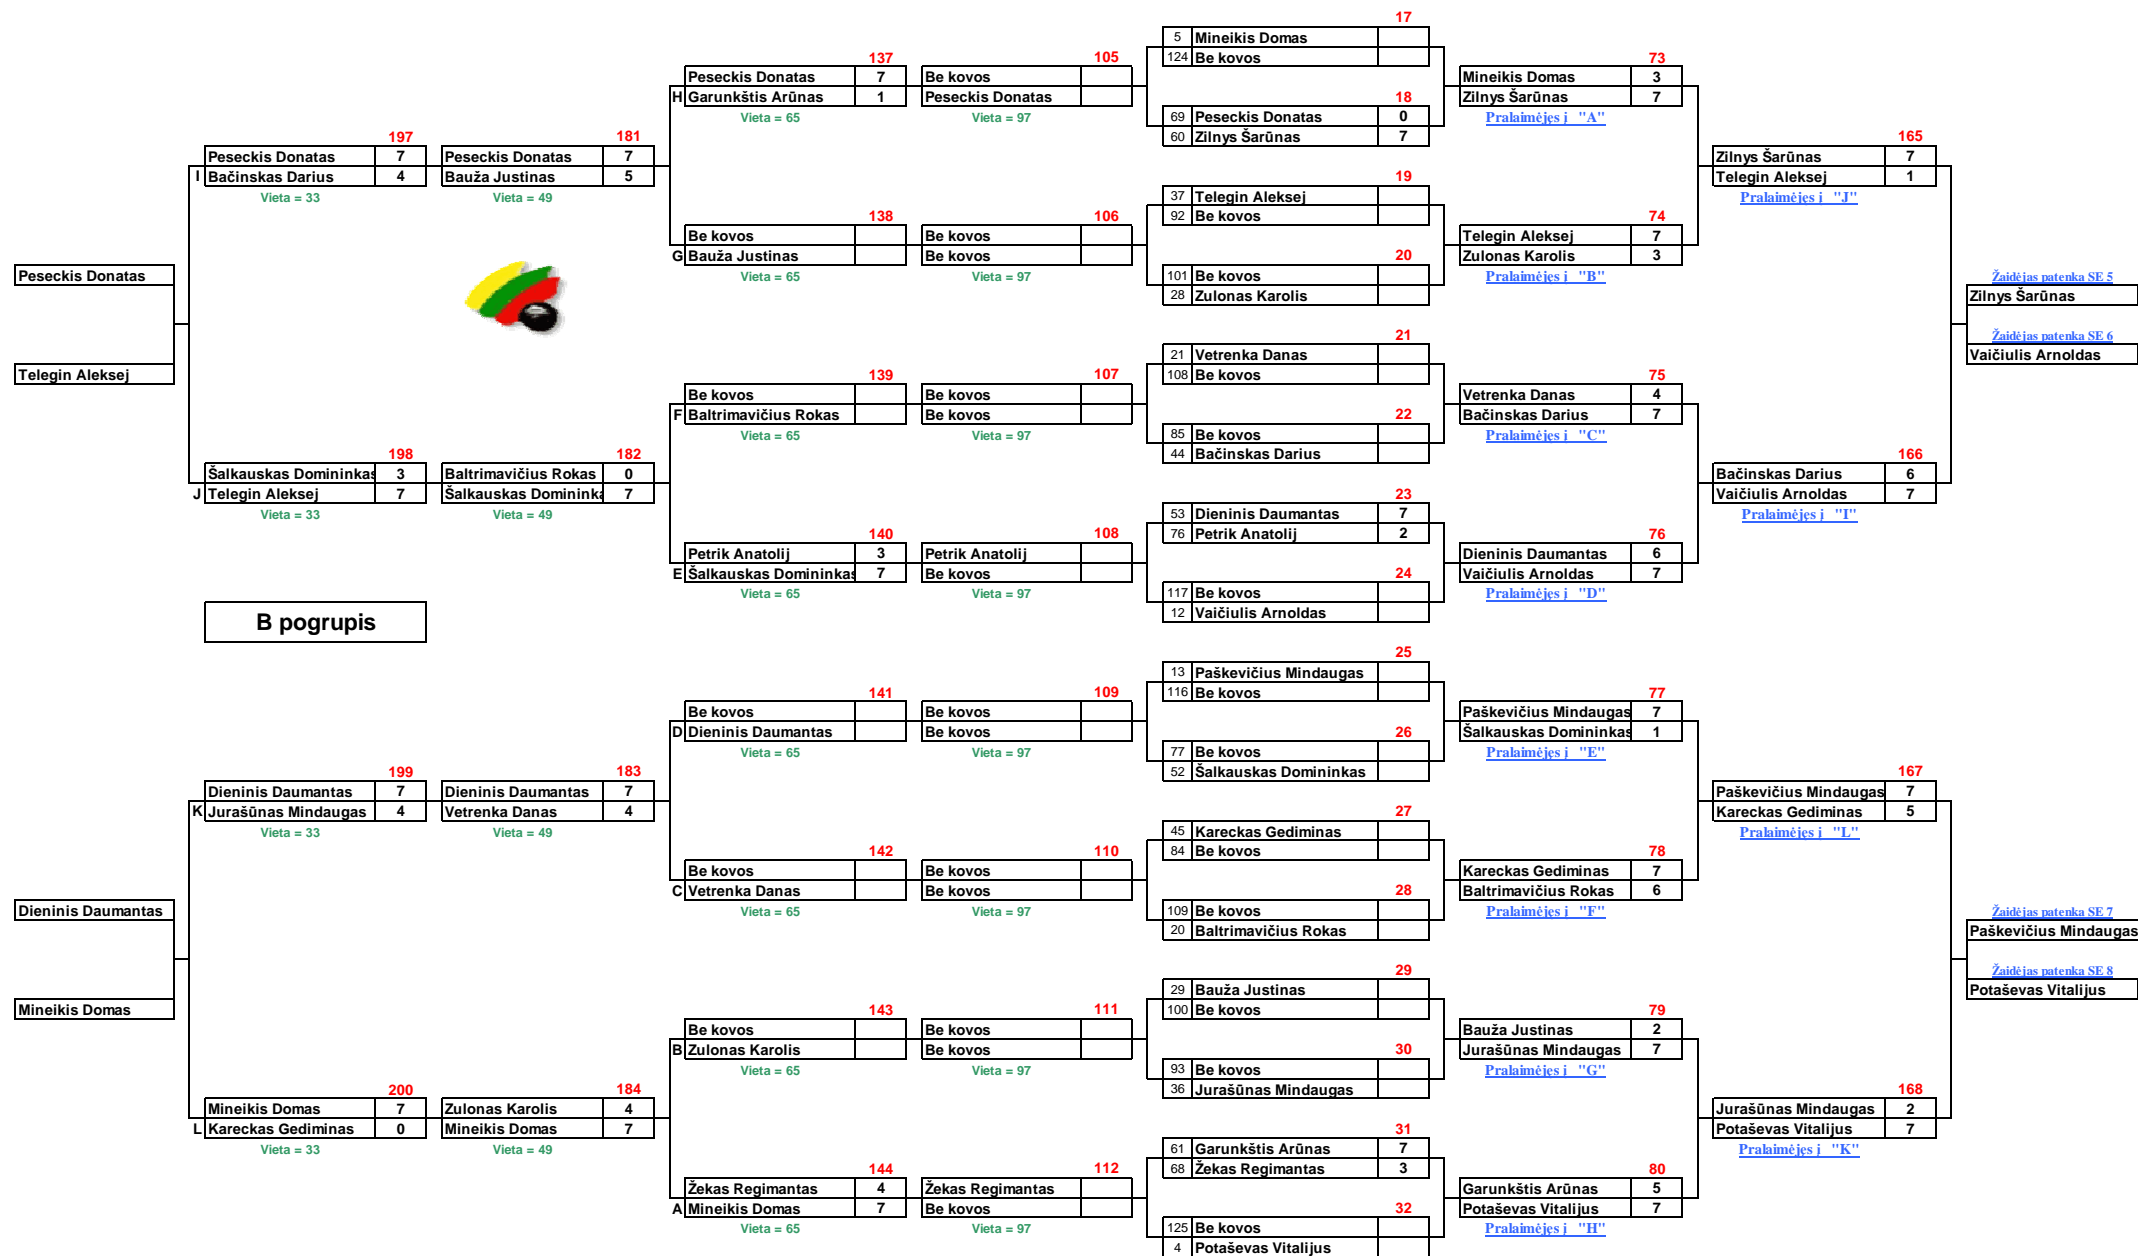 17
5 Mineikis Domas
137 105 124 Be kovos 73
Peseckis Donatas 7 Be kovos Mineikis Domas 3
H Garunkštis Arūnas 1 Peseckis Donatas 18 Zilnys Šarūnas 7
Vieta = 65 Vieta = 97 69 Peseckis Donatas 0 Pralaimėjęs į "A"
197 181 60 Zilnys Šarūnas 7 165
Peseckis Donatas 7 Peseckis Donatas 7 Zilnys Šarūnas 7
I Bačinskas Darius 4 Bauža Justinas 5 19 Telegin Aleksej 1
Vieta = 33 Vieta = 49 37 Telegin Aleksej Pralaimėjęs į "J"
138 106 92 Be kovos 74
Be kovos Be kovos Telegin Aleksej 7
G Bauža Justinas Be kovos 20 Zulonas Karolis 3
Peseckis Donatas Vieta = 65 Vieta = 97 101 Be kovos Pralaimėjęs į "B" Žaidėjas patenka SE 5
28 Zulonas Karolis Zilnys Šarūnas
21 Žaidėjas patenka SE 6
21 Vetrenka Danas Vaičiulis Arnoldas
Telegin Aleksej 139 107 108 Be kovos 75
Be kovos Be kovos Vetrenka Danas 4
F Baltrimavičius Rokas Be kovos 22 Bačinskas Darius 7
Vieta = 65 Vieta = 97 85 Be kovos Pralaimėjęs į "C"
198 182 44 Bačinskas Darius 166
Šalkauskas Domininkas 3 Baltrimavičius Rokas 0 Bačinskas Darius 6
J Telegin Aleksej 7 Šalkauskas Domininka 7 23 Vaičiulis Arnoldas 7
Vieta = 33 Vieta = 49 53 Dieninis Daumantas 7 Pralaimėjęs į "I"
140 108 76 Petrik Anatolij 2 76
Petrik Anatolij 3 Petrik Anatolij Dieninis Daumantas 6
E Šalkauskas Domininkas 7 Be kovos 24 Vaičiulis Arnoldas 7
Vieta = 65 Vieta = 97 117 Be kovos Pralaimėjęs į "D"
B pogrupis 12 Vaičiulis Arnoldas
25
13 Paškevičius Mindaugas
141 109 116 Be kovos 77
Be kovos Be kovos Paškevičius Mindaugas 7
D Dieninis Daumantas Be kovos 26 Šalkauskas Domininkas 1
Vieta = 65 Vieta = 97 77 Be kovos Pralaimėjęs į "E"
199 183 52 Šalkauskas Domininkas 167
Dieninis Daumantas 7 Dieninis Daumantas 7 Paškevičius Mindaugas 7
K Jurašūnas Mindaugas 4 Vetrenka Danas 4 27 Kareckas Gediminas 5
Vieta = 33 Vieta = 49 45 Kareckas Gediminas Pralaimėjęs į "L"
142 110 84 Be kovos 78
Be kovos Be kovos Kareckas Gediminas 7
C Vetrenka Danas Be kovos 28 Baltrimavičius Rokas 6
Dieninis Daumantas Vieta = 65 Vieta = 97 109 Be kovos Pralaimėjęs į "F" Žaidėjas patenka SE 7
20 Baltrimavičius Rokas Paškevičius Mindaugas
29 Žaidėjas patenka SE 8
29 Bauža Justinas Potaševas Vitalijus
Mineikis Domas 143 111 100 Be kovos 79
Be kovos Be kovos Bauža Justinas 2
B Zulonas Karolis Be kovos 30 Jurašūnas Mindaugas 7
Vieta = 65 Vieta = 97 93 Be kovos Pralaimėjęs į "G"
200 184 36 Jurašūnas Mindaugas 168
Mineikis Domas 7 Zulonas Karolis 4 Jurašūnas Mindaugas 2
L Kareckas Gediminas 0 Mineikis Domas 7 31 Potaševas Vitalijus 7
Vieta = 33 Vieta = 49 61 Garunkštis Arūnas 7 Pralaimėjęs į "K"
144 112 68 Žekas Regimantas 3 80
Žekas Regimantas 4 Žekas Regimantas Garunkštis Arūnas 5
A Mineikis Domas 7 Be kovos 32 Potaševas Vitalijus 7
Vieta = 65 Vieta = 97 125 Be kovos Pralaimėjęs į "H"
4 Potaševas Vitalijus